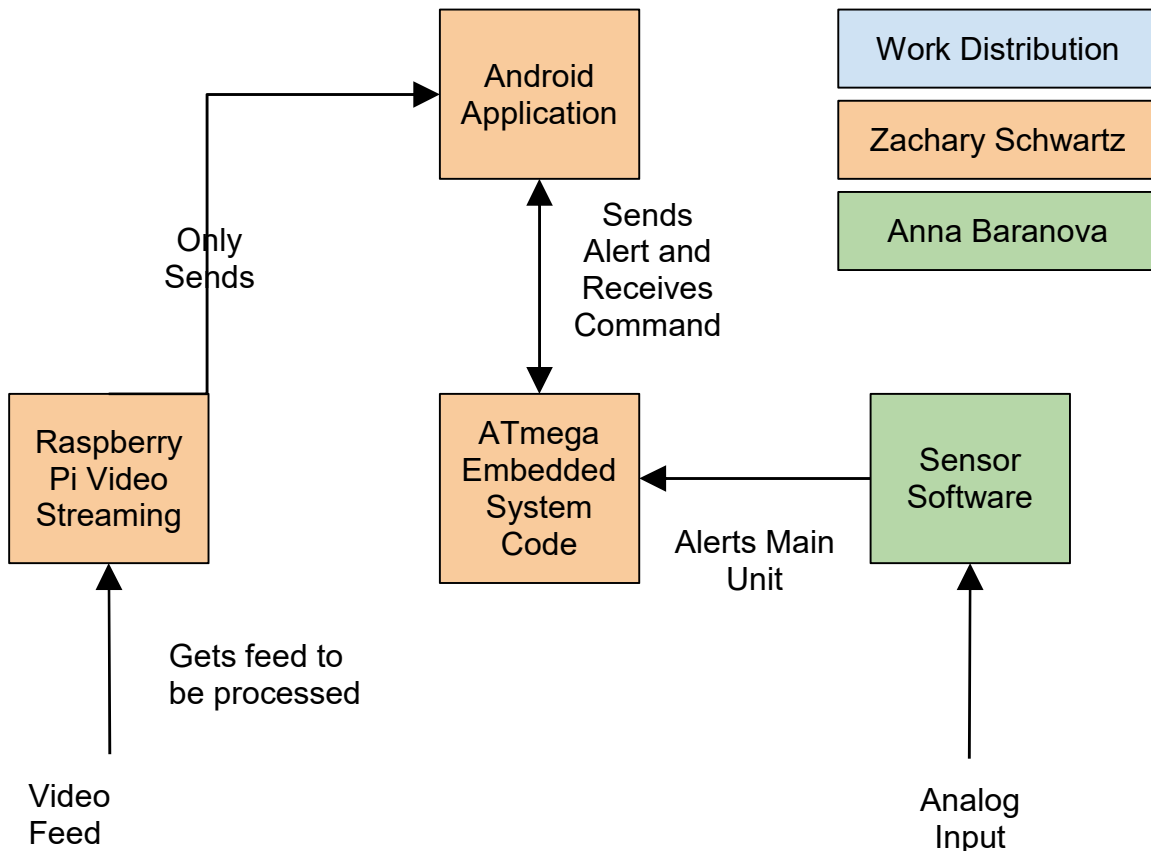 Android
Application
Work Distribution
Zachary Schwartz
Anna Baranova
Only
Sends
Sends
Alert and
Receives
Command
Raspberry
Pi Video
Streaming
ATmega
Embedded
System
Code
Sensor
Software
Alerts Main
Unit
Gets feed to
be processed
Video
Feed
Analog
Input